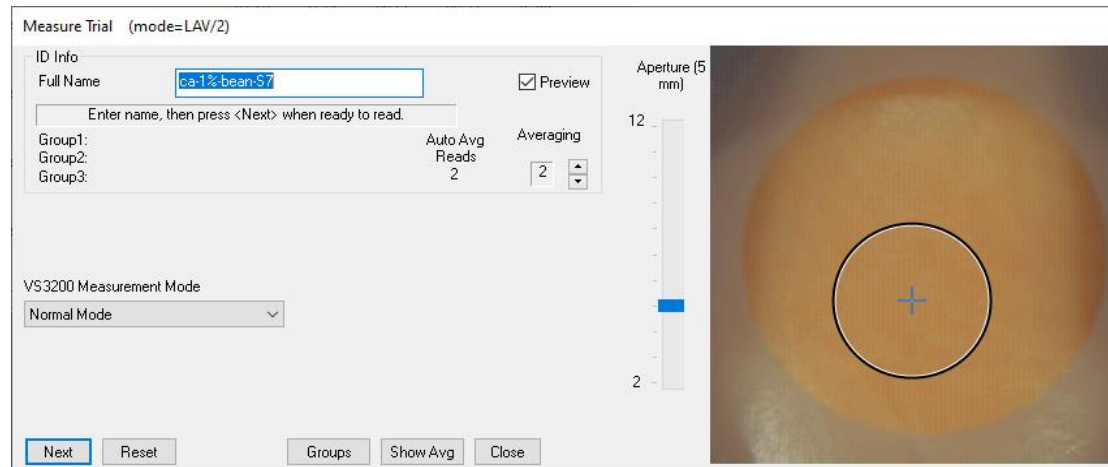 Measure Trial (mode=LAV/2)
ID Info
Full Name
ca-1%-bean-S7
Preview
Enter name, then press <Next> when ready to read.
Group1:
Group2:
Group3:
Auto Avg
Reads
2
Averaging
2
VS3200 Measurement Mode
Normal Mode
Next
Reset
Groups
Show Avg
Close
Aperture (5
mm)
12
2